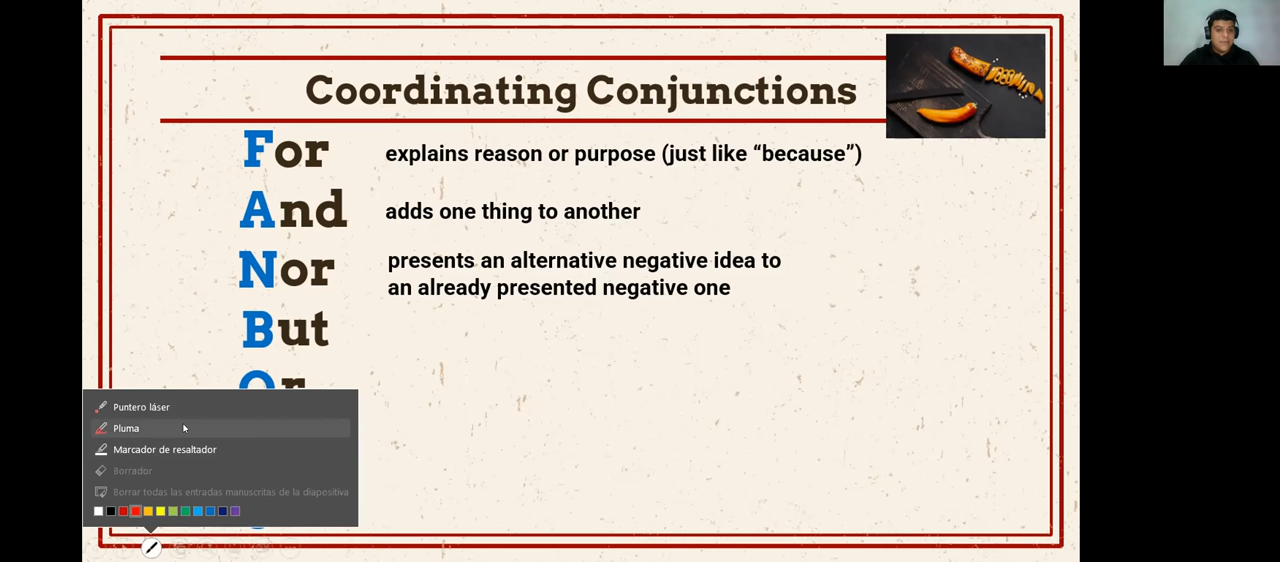 Coordinating Conjunctions
For
explains reason or purpose (just like “because”)
And
adds one thing to another
Nor
presents an alternative negative idea to
an already presented negative one
But
Or
Puntero láser
Pluma
Marcador de resaltador
Borrador
Borrar todas las entradas manuscritas de la diapositiva